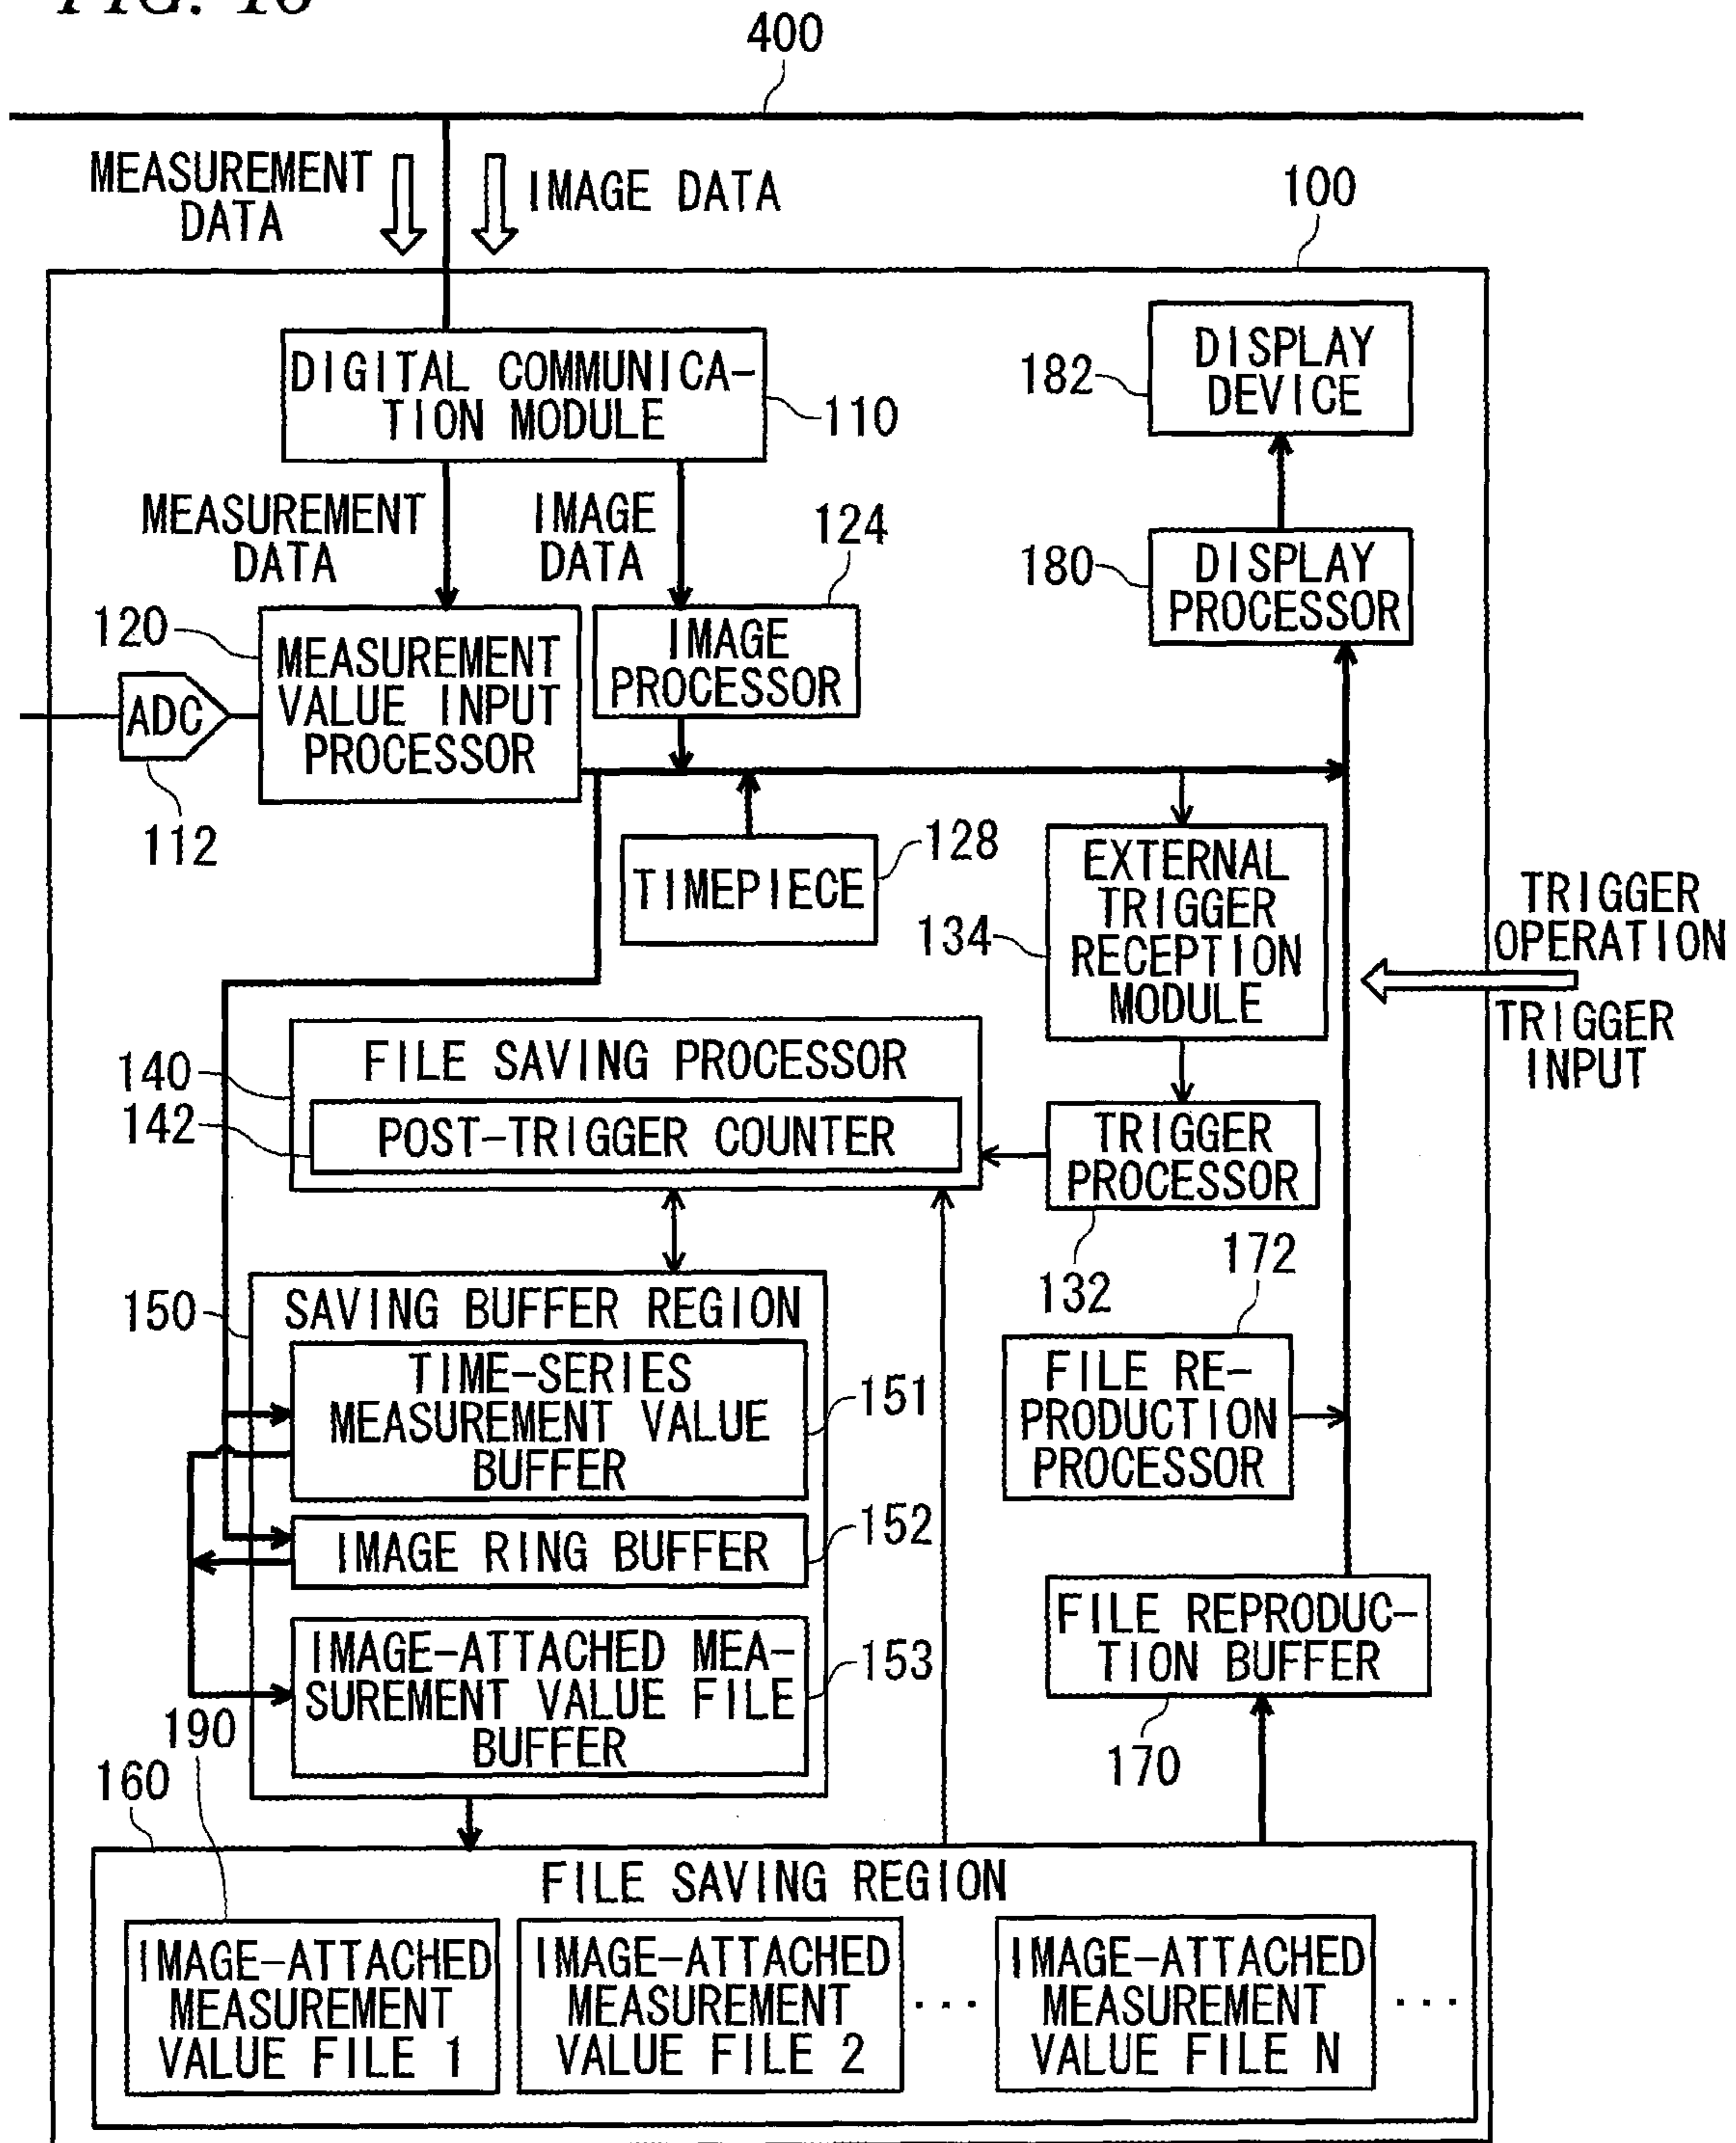 400
MEASUREMENT
DATA
IMAGE DATA
100
DIGITAL COMMUNICA-
TION MODULE
110
DISPLAY
DEVICE
182
MEASUREMENT
DATA
IMAGE
DATA
124
DISPLAY
PROCESSOR
180
120
MEASUREMENT
VALUE INPUT
PROCESSOR
IMAGE
PROCESSOR
ADC
112
TIMEPIECE
128
EXTERNAL
TRIGGER
RECEPTION
MODULE
134
TRIGGER
OPERATION
TRIGGER
INPUT
140
FILE SAVING PROCESSOR
142
POST-TRIGGER COUNTER
TRIGGER
PROCESSOR
132
172
150
SAVING BUFFER REGION
TIME-SERIES
MEASUREMENT VALUE
BUFFER
151
FILE RE-
PRODUCTION
PROCESSOR
IMAGE RING BUFFER
152
IMAGE-ATTACHED MEA-
SUREMENT VALUE FILE
BUFFER
153
FILE REPRODUC-
TION BUFFER
170
190
160
FILE SAVING REGION
IMAGE-ATTACHED
MEASUREMENT
VALUE FILE 1
IMAGE-ATTACHED
MEASUREMENT
VALUE FILE 2
...
IMAGE-ATTACHED
MEASUREMENT
VALUE FILE N
...